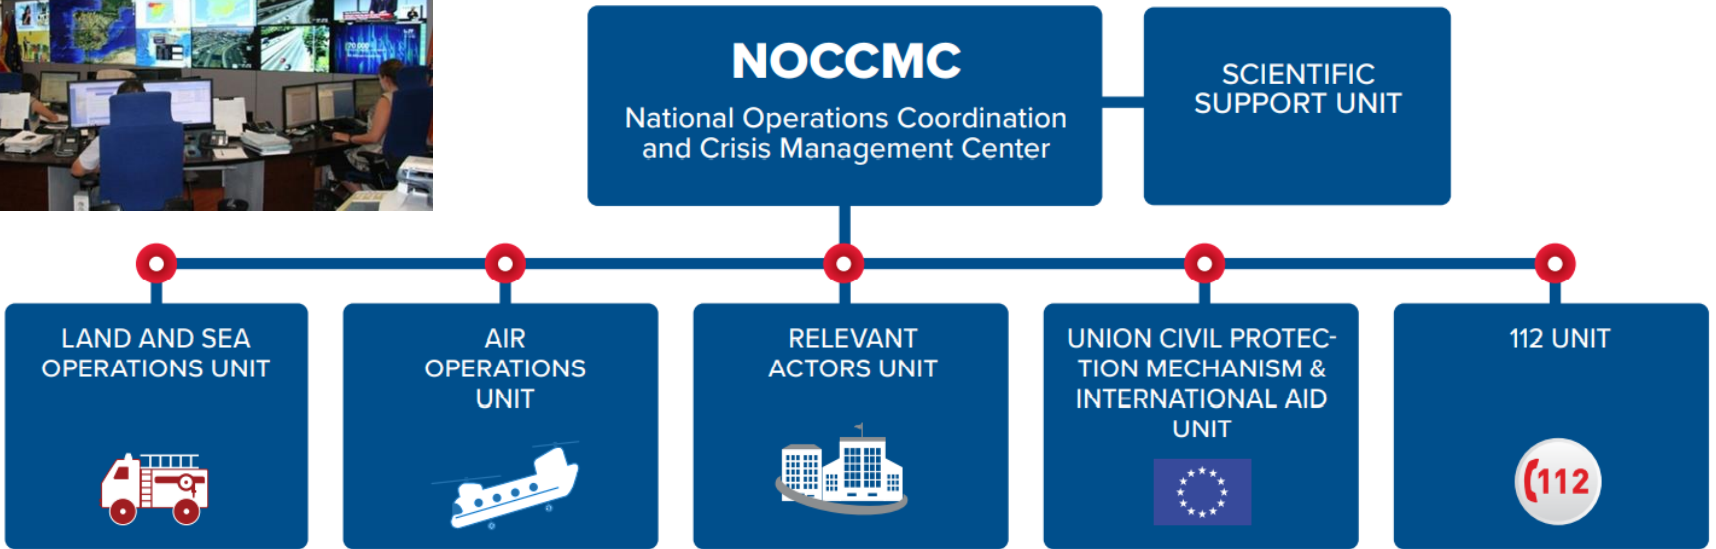 NOCCMC
National Operations Coordination
and Crisis Management Center
SCIENTIFIC
SUPPORT UNIT
LAND AND SEA
OPERATIONS UNIT
AIR
OPERATIONS
UNIT
RELEVANT
ACTORS UNIT
UNION CIVIL PROTEC-
TION MECHANISM &
INTERNATIONAL AID
UNIT
112 UNIT
112